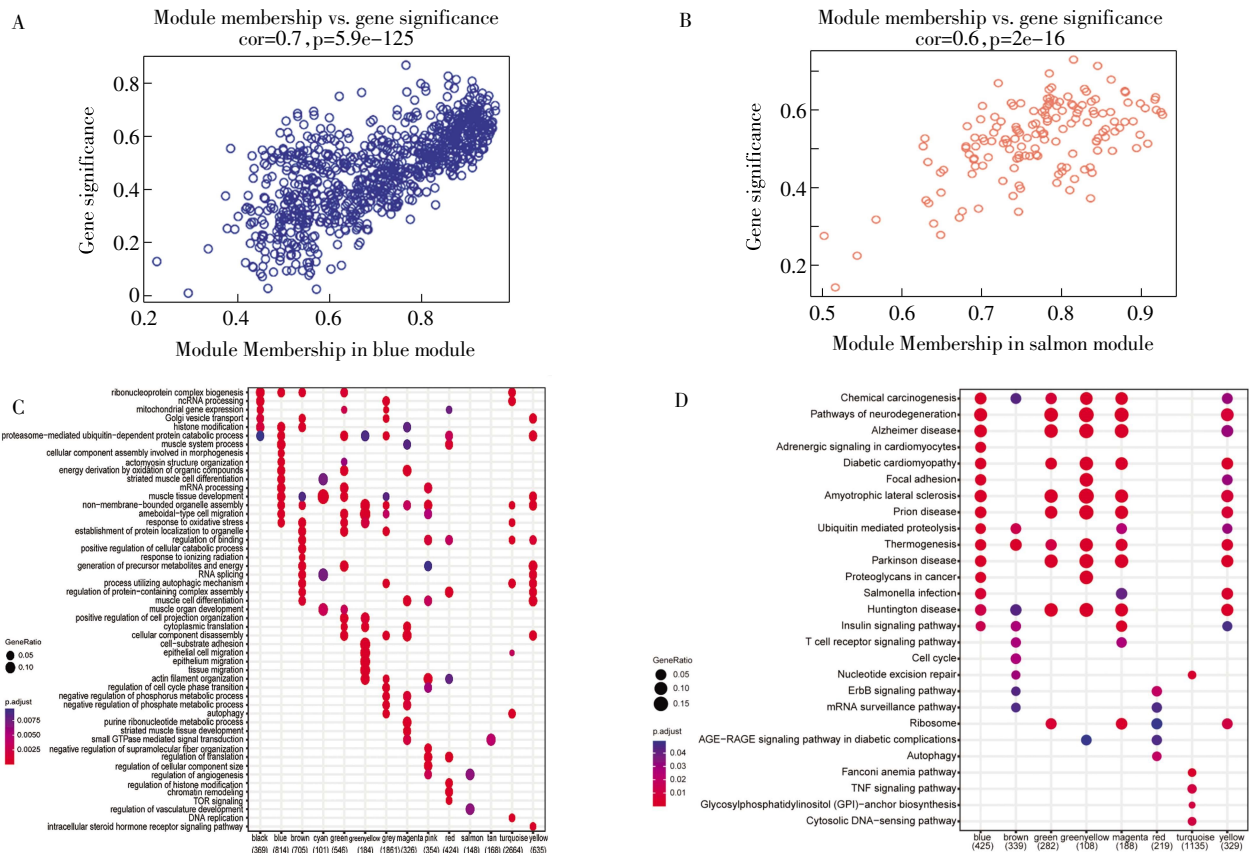 A
Module membership vs. gene significance
cor=0.7,p=5.9e−125
Gene significance
0.8
0.6
0.4
0.2
0
0.2
0.4
0.6
0.8
Module Membership in blue module
B
Module membership vs. gene significance
cor=0.6,p=2e−16
Gene significance
0.6
0.4
0.2
0.5
0.6
0.7
0.8
0.9
Module Membership in salmon module
C
ribonucleoprotein complex biogenesis
ncRNA processing
mitochondrial gene expression
Golgi vesicle transport
histone modification
proteasome-mediated ubiquitin-dependent protein catabolic process
muscle system process
cellular component assembly involved in morphogenesis
actomyosin structure organization
energy derivation by oxidation of organic compounds
striated muscle cell differentiation
mRNA processing
muscle tissue development
non-membrane-bounded organelle assembly
ameboidal-type cell migration
response to oxidative stress
establishment of protein localization to organelle
regulation of binding
positive regulation of cellular catabolic process
response to ionizing radiation
generation of precursor metabolites and energy
RNA splicing
process utilizing autophagic mechanism
regulation of protein-containing complex assembly
muscle cell differentiation
muscle organ development
positive regulation of cell projection organization
cytoplasmic translation
cellular component disassembly
cell-substrate adhesion
epithelial cell migration
epithelium migration
tissue migration
actin filament organization
regulation of cell cycle phase transition
negative regulation of phosphorus metabolic process
negative regulation of phosphate metabolic process
autophagy
purine ribonucleotide metabolic process
striated muscle tissue development
small GTPase mediated signal transduction
negative regulation of supramolecular fiber organization
regulation of translation
regulation of cellular component size
regulation of angiogenesis
regulation of histone modification
chromatin remodeling
TOR signaling
regulation of vasculature development
DNA replication
intracellular steroid hormone receptor signaling pathway
GeneRatio
0.05
0.10
p.adjust
0.0075
0.0050
0.0025
black blue brown cyan green greenyellow grey magenta pink red salmon tan turquoise yellow
(369) (814) (705) (101) (546) (184) (1861) (326) (354) (424) (148) (168) (2664) (635)
D
Chemical carcinogenesis
Pathways of neurodegeneration
Alzheimer disease
Adrenergic signaling in cardiomyocytes
Diabetic cardiomyopathy
Focal adhesion
Amyotrophic lateral sclerosis
Prion disease
Ubiquitin mediated proteolysis
Thermogenesis
Parkinson disease
Proteoglycans in cancer
Salmonella infection
Huntington disease
Insulin signaling pathway
T cell receptor signaling pathway
Cell cycle
Nucleotide excision repair
ErbB signaling pathway
mRNA surveillance pathway
Ribosome
AGE-RAGE signaling pathway in diabetic complications
Autophagy
Fanconi anemia pathway
TNF signaling pathway
Glycosylphosphatidylinositol (GPI)-anchor biosynthesis
Cytosolic DNA-sensing pathway
GeneRatio
0.05
0.10
0.15
p.adjust
0.04
0.03
0.02
0.01
blue brown green greenyellow magenta red turquoise yellow
(425) (339) (282) (108) (188) (219) (1135) (329)